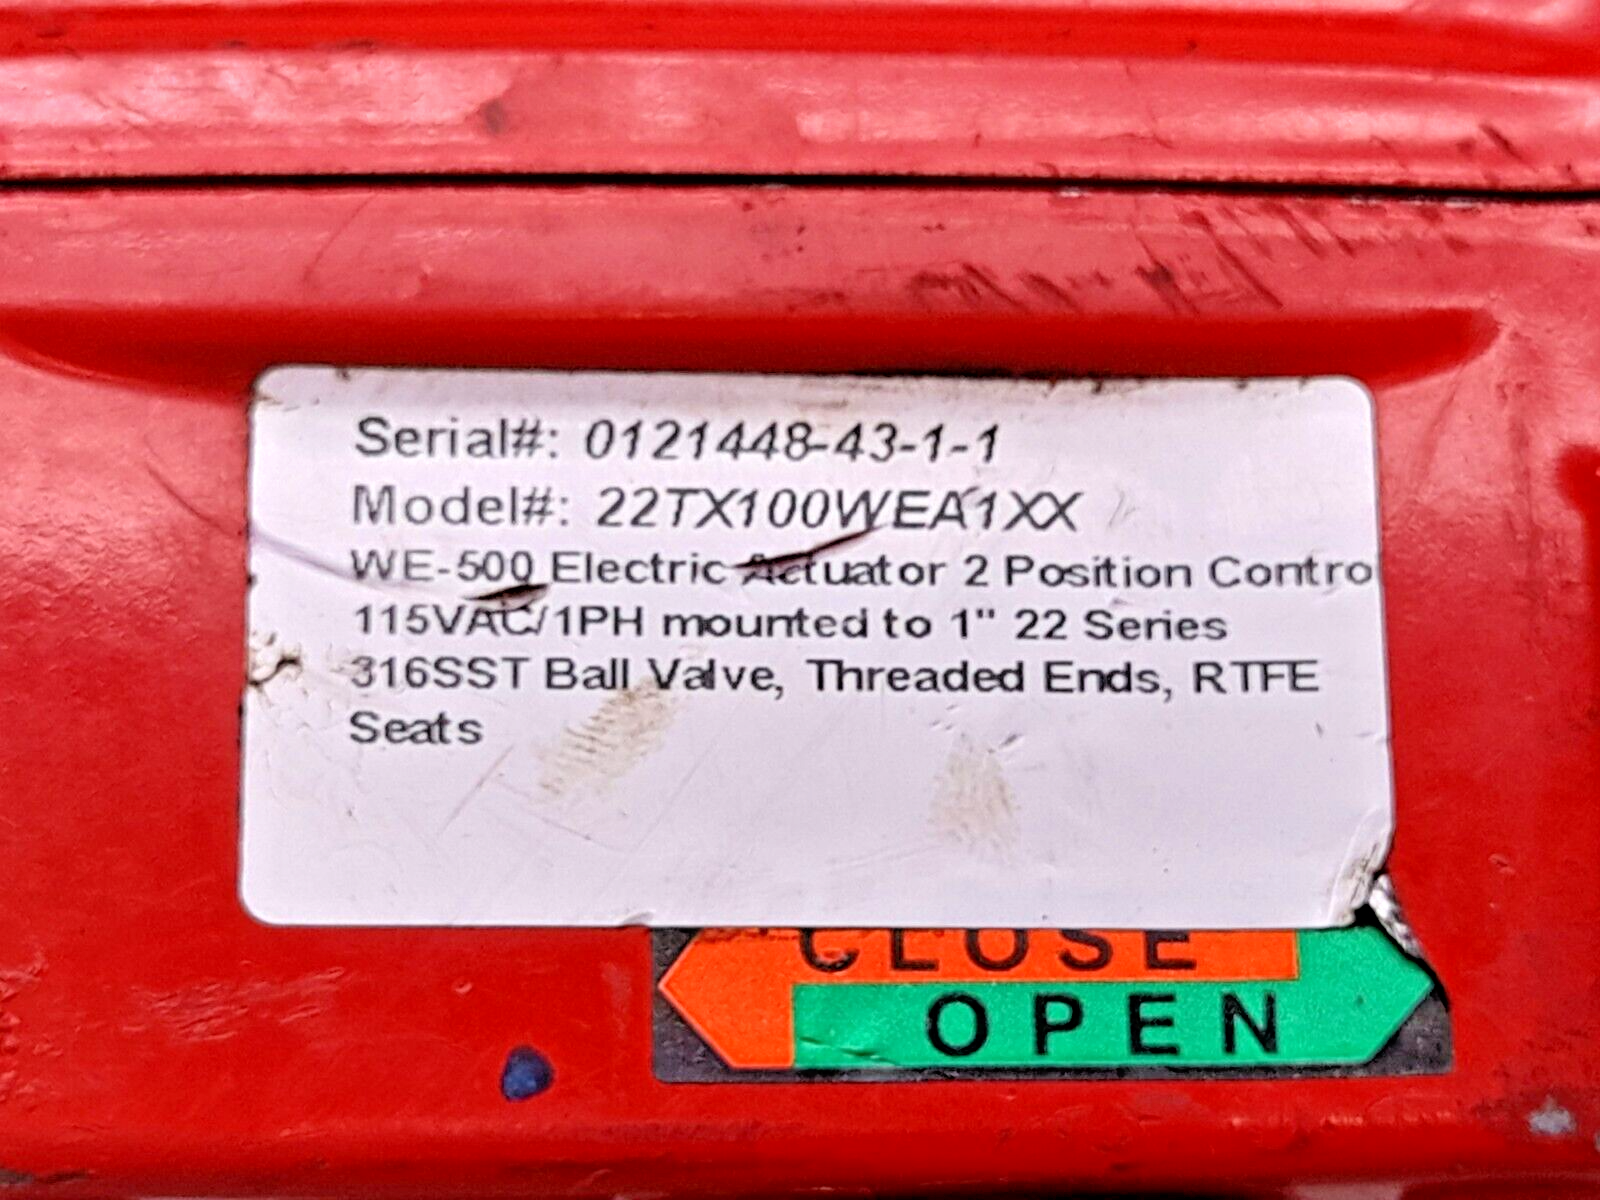 Serial#: 0121448-43-1-1
Model#: 22TX100WEA1XX
WE-500 Electric Actuator 2 Position Contro
115VAC/1PH mounted to 1" 22 Series
316SST Ball Valve, Threaded Ends, RTFE
Seats
CLOSE
OPEN